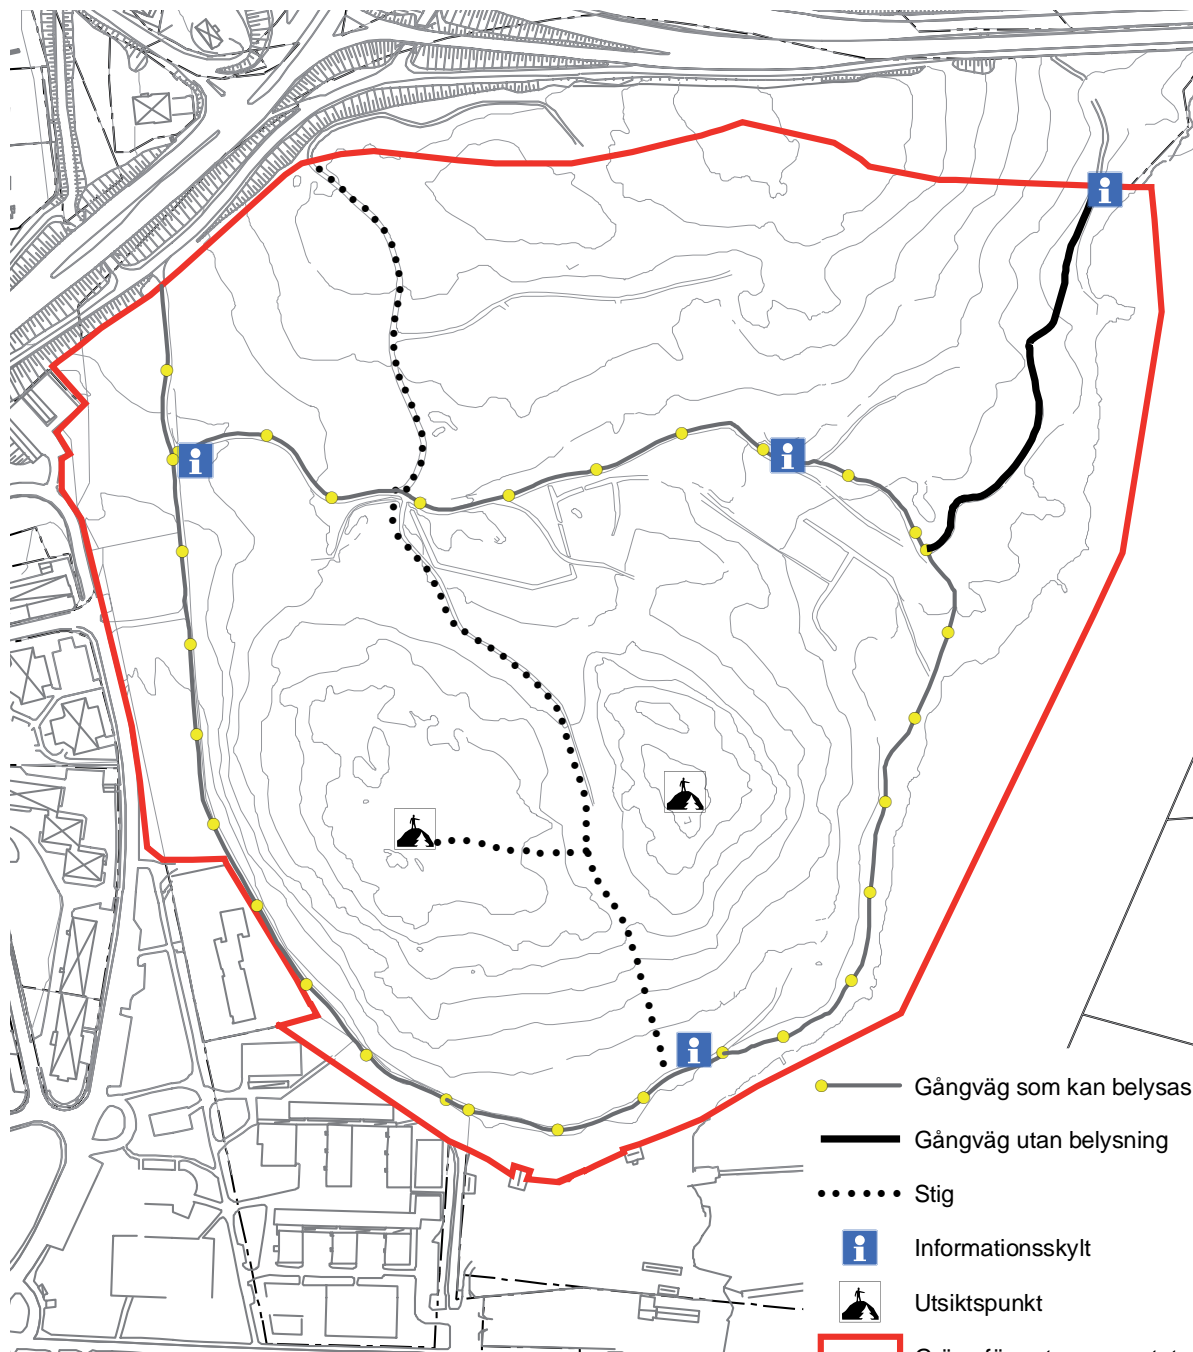 Gångväg som kan belysas
Gångväg utan belysning
Stig
Informationsskylt
Utsiktspunkt